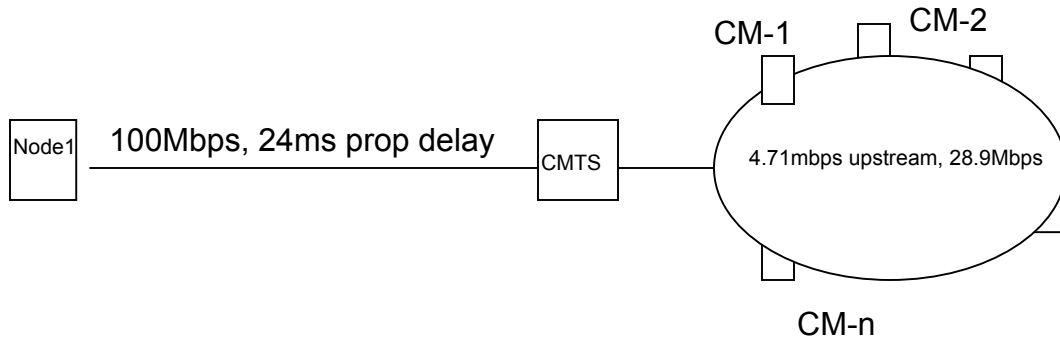 CM-1
CM-2
Node1
100Mbps, 24ms prop delay
CMTS
4.71mbps upstream, 28.9Mbps
CM-n